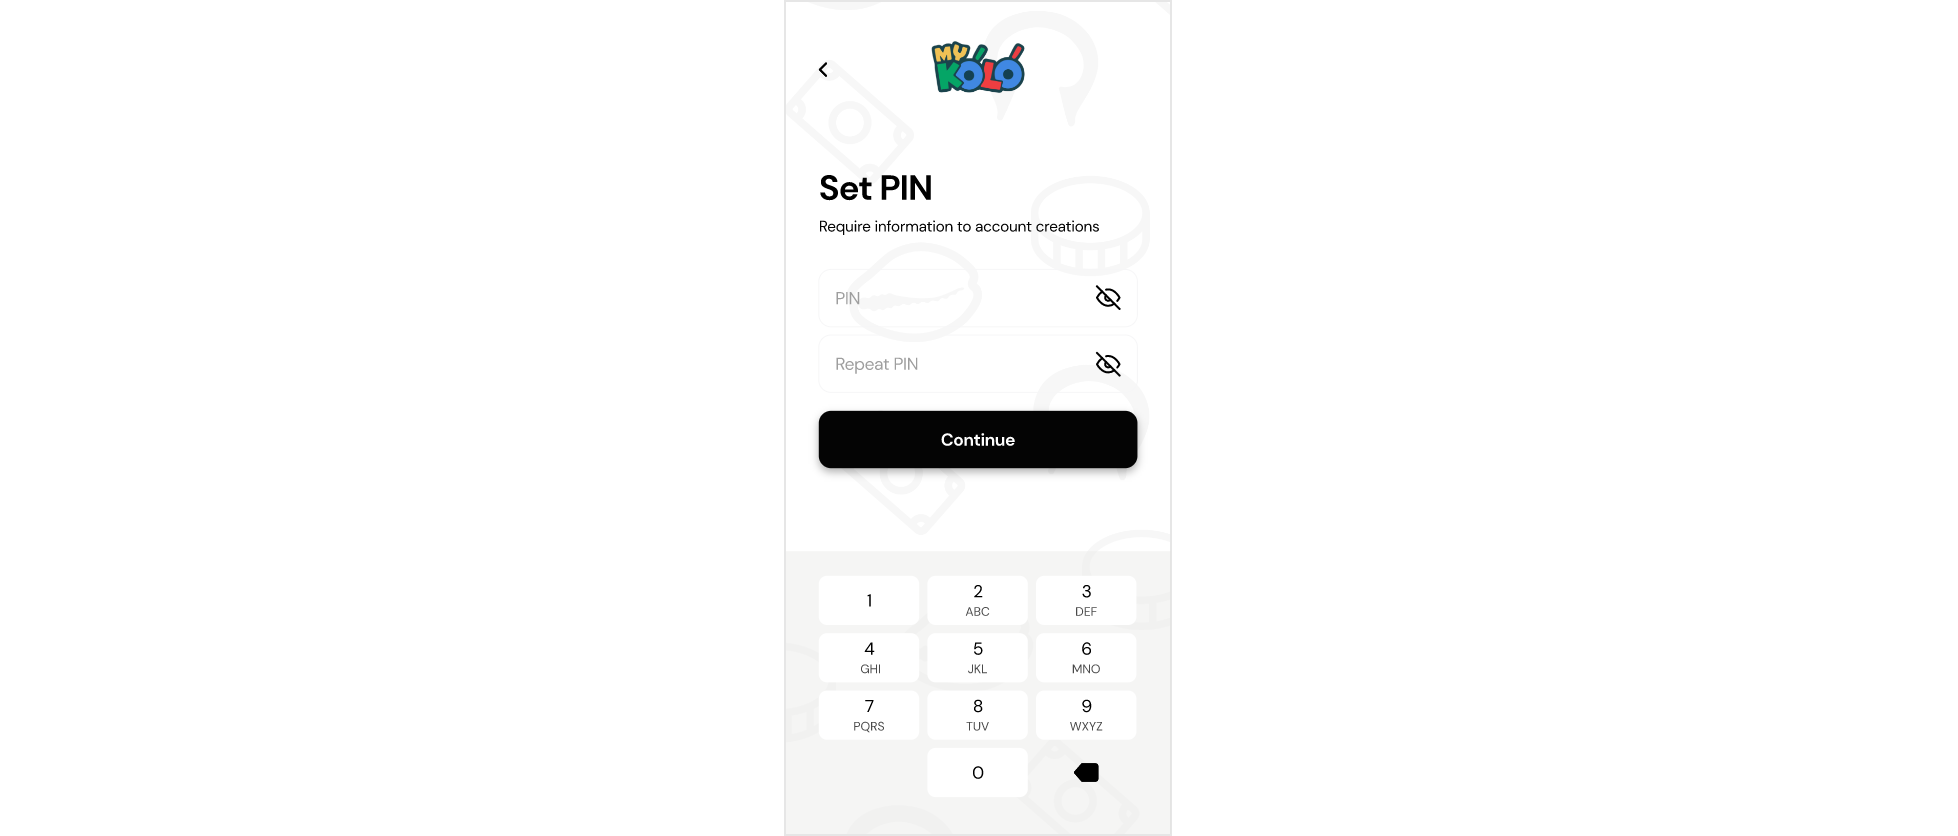 MY
KÓLÓ
Set PIN
Require information to account creations
PIN
Repeat PIN
Continue
1
2
3
ABC
DEF
4
5
6
GHI
JKL
MNO
7
8
9
PQRS
TUV
WXYZ
0